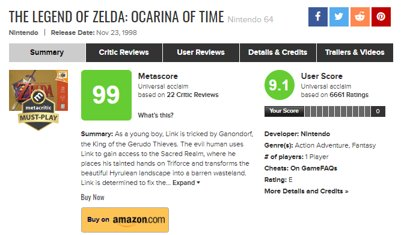 THE LEGEND OF ZELDA: OCARINA OF TIME Nintendo 64
Nintendo | Release Date: Nov 23, 1998
Summary Critic Reviews User Reviews Details & Credits Trailers & Videos
ZELDA
metacritic
MUST-PLAY
99
Metascore
Universal acclaim
based on 22 Critic Reviews
What's this?
9.1
User Score
Universal acclaim
based on 6661 Ratings
Your Score 0
Summary: As a young boy, Link is tricked by Ganondorf,
the King of the Gerudo Thieves. The evil human uses
Link to gain access to the Sacred Realm, where he
places his tainted hands on Triforce and transforms the
beautiful Hyrulean landscape into a barren wasteland.
Link is determined to fix the... Expand
Buy Now
Buy on amazon.com
Developer: Nintendo
Genre(s): Action Adventure, Fantasy
# of players: 1 Player
Cheats: On GameFAQs
Rating: E
More Details and Credits »